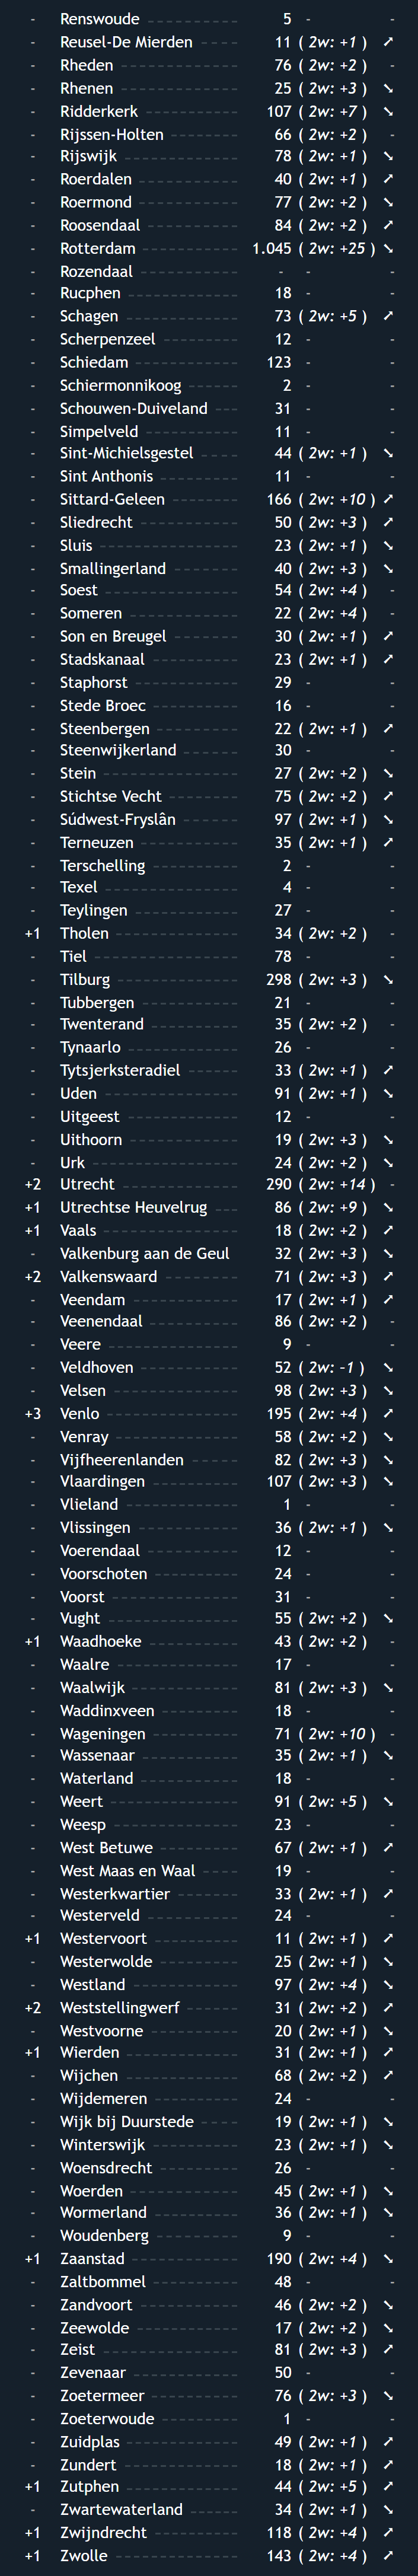 - Renswoude 5 - -
- Reusel-De Mierden 11 ( 2w: +1 ) ➚
- Rheden 76 ( 2w: +2 ) -
- Rhenen 25 ( 2w: +3 ) ➘
- Ridderkerk 107 ( 2w: +7 ) ➘
- Rijssen-Holten 66 ( 2w: +2 ) -
- Rijswijk 78 ( 2w: +1 ) ➘
- Roerdalen 40 ( 2w: +1 ) ➚
- Roermond 77 ( 2w: +2 ) ➘
- Roosendaal 84 ( 2w: +2 ) ➚
- Rotterdam 1.045 ( 2w: +25 ) ➘
- Rozendaal - - -
- Rucphen 18 - -
- Schagen 73 ( 2w: +5 ) ➚
- Scherpenzeel 12 - -
- Schiedam 123 - -
- Schiermonnikoog 2 - -
- Schouwen-Duiveland 31 - -
- Simpelveld 11 - -
- Sint-Michielsgestel 44 ( 2w: +1 ) ➘
- Sint Anthonis 11 - -
- Sittard-Geleen 166 ( 2w: +10 ) ➚
- Sliedrecht 50 ( 2w: +3 ) ➚
- Sluis 23 ( 2w: +1 ) ➘
- Smallingerland 40 ( 2w: +3 ) ➘
- Soest 54 ( 2w: +4 ) -
- Someren 22 ( 2w: +4 ) -
- Son en Breugel 30 ( 2w: +1 ) ➚
- Stadskanaal 23 ( 2w: +1 ) ➚
- Staphorst 29 - -
- Stede Broec 16 - -
- Steenbergen 22 ( 2w: +1 ) ➚
- Steenwijkerland 30 - -
- Stein 27 ( 2w: +2 ) ➘
- Stichtse Vecht 75 ( 2w: +2 ) ➚
- Súdwest-Fryslân 97 ( 2w: +1 ) ➘
- Terneuzen 35 ( 2w: +1 ) ➚
- Terschelling 2 - -
- Texel 4 - -
- Teylingen 27 - -
+1 Tholen 34 ( 2w: +2 ) -
- Tiel 78 - -
- Tilburg 298 ( 2w: +3 ) ➘
- Tubbergen 21 - -
- Twenterand 35 ( 2w: +2 ) -
- Tynaarlo 26 - -
- Tytsjerksteradiel 33 ( 2w: +1 ) ➚
- Uden 91 ( 2w: +1 ) ➘
- Uitgeest 12 - -
- Uithoorn 19 ( 2w: +3 ) ➘
- Urk 24 ( 2w: +2 ) ➘
+2 Utrecht 290 ( 2w: +14 ) -
+1 Utrechtse Heuvelrug 86 ( 2w: +9 ) ➘
+1 Vaals 18 ( 2w: +2 ) ➚
- Valkenburg aan de Geul 32 ( 2w: +3 ) ➘
+2 Valkenswaard 71 ( 2w: +3 ) ➚
- Veendam 17 ( 2w: +1 ) ➚
- Veenendaal 86 ( 2w: +2 ) -
- Veere 9 - -
- Veldhoven 52 ( 2w: -1 ) ➘
- Velsen 98 ( 2w: +3 ) ➘
+3 Venlo 195 ( 2w: +4 ) ➚
- Venray 58 ( 2w: +2 ) ➘
- Vijfheerenlanden 82 ( 2w: +3 ) ➘
- Vlaardingen 107 ( 2w: +3 ) ➘
- Vlieland 1 - -
- Vlissingen 36 ( 2w: +1 ) ➘
- Voerendaal 12 - -
- Voorschoten 24 - -
- Voorst 31 - -
- Vught 55 ( 2w: +2 ) ➘
+1 Waadhoeke 43 ( 2w: +2 ) -
- Waalre 17 - -
- Waalwijk 81 ( 2w: +3 ) ➘
- Waddinxveen 18 - -
- Wageningen 71 ( 2w: +10 ) -
- Wassenaar 35 ( 2w: +1 ) ➘
- Waterland 18 - -
- Weert 91 ( 2w: +5 ) ➘
- Weesp 23 - -
- West Betuwe 67 ( 2w: +1 ) ➚
- West Maas en Waal 19 - -
- Westerkwartier 33 ( 2w: +1 ) ➚
- Westerveld 24 - -
+1 Westervoort 11 ( 2w: +1 ) ➚
- Westerwolde 25 ( 2w: +1 ) ➘
- Westland 97 ( 2w: +4 ) ➘
+2 Weststellingwerf 31 ( 2w: +2 ) ➚
- Westvoorne 20 ( 2w: +1 ) ➘
+1 Wierden 31 ( 2w: +1 ) ➚
- Wijchen 68 ( 2w: +2 ) ➚
- Wijdemeren 24 - -
- Wijk bij Duurstede 19 ( 2w: +1 ) ➘
- Winterswijk 23 ( 2w: +1 ) ➘
- Woensdrecht 26 - -
- Woerden 45 ( 2w: +1 ) ➘
- Wormerland 36 ( 2w: +1 ) ➘
- Woudenberg 9 - -
+1 Zaanstad 190 ( 2w: +4 ) ➘
- Zaltbommel 48 - -
- Zandvoort 46 ( 2w: +2 ) ➘
- Zeewolde 17 ( 2w: +2 ) ➘
- Zeist 81 ( 2w: +3 ) ➚
- Zevenaar 50 - -
- Zoetermeer 76 ( 2w: +3 ) ➘
- Zoeterwoude 1 - -
- Zuidplas 49 ( 2w: +1 ) ➚
- Zundert 18 ( 2w: +1 ) ➚
+1 Zutphen 44 ( 2w: +5 ) ➚
- Zwartewaterland 34 ( 2w: +1 ) ➘
+1 Zwijndrecht 118 ( 2w: +4 ) ➚
+1 Zwolle 143 ( 2w: +4 ) ➚